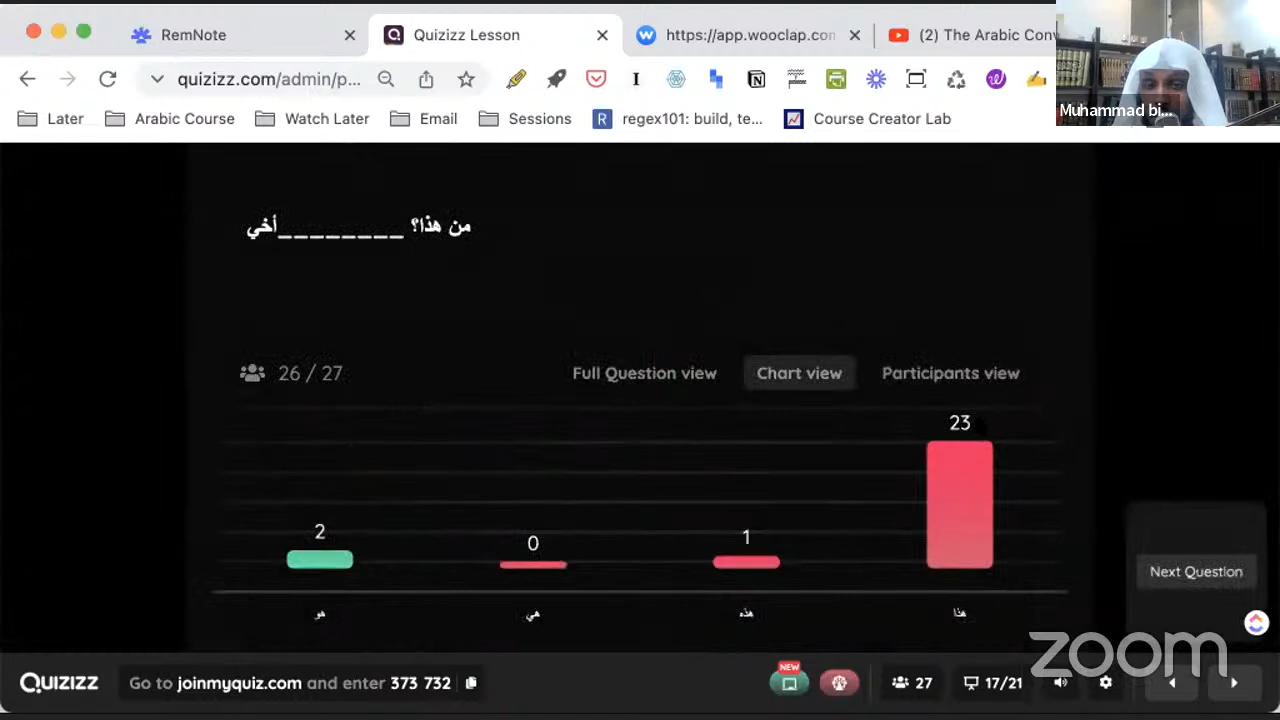 RemNote
Quizizz Lesson
https://app.wooclap.con
(2) The Arabic Con
quizizz.com/admin/p...
Muhammad bi...
Later
Arabic Course
Watch Later
Email
Sessions
regex101: build, te...
Course Creator Lab
من هذا؟ ________أخي
26 / 27
Full Question view
Chart view
Participants view
23
2
0
1
Next Question
هو
هي
هذه
هذا
zoom
QUIZIZZ
Go to joinmyquiz.com and enter 373 732
NEW
27
17/21